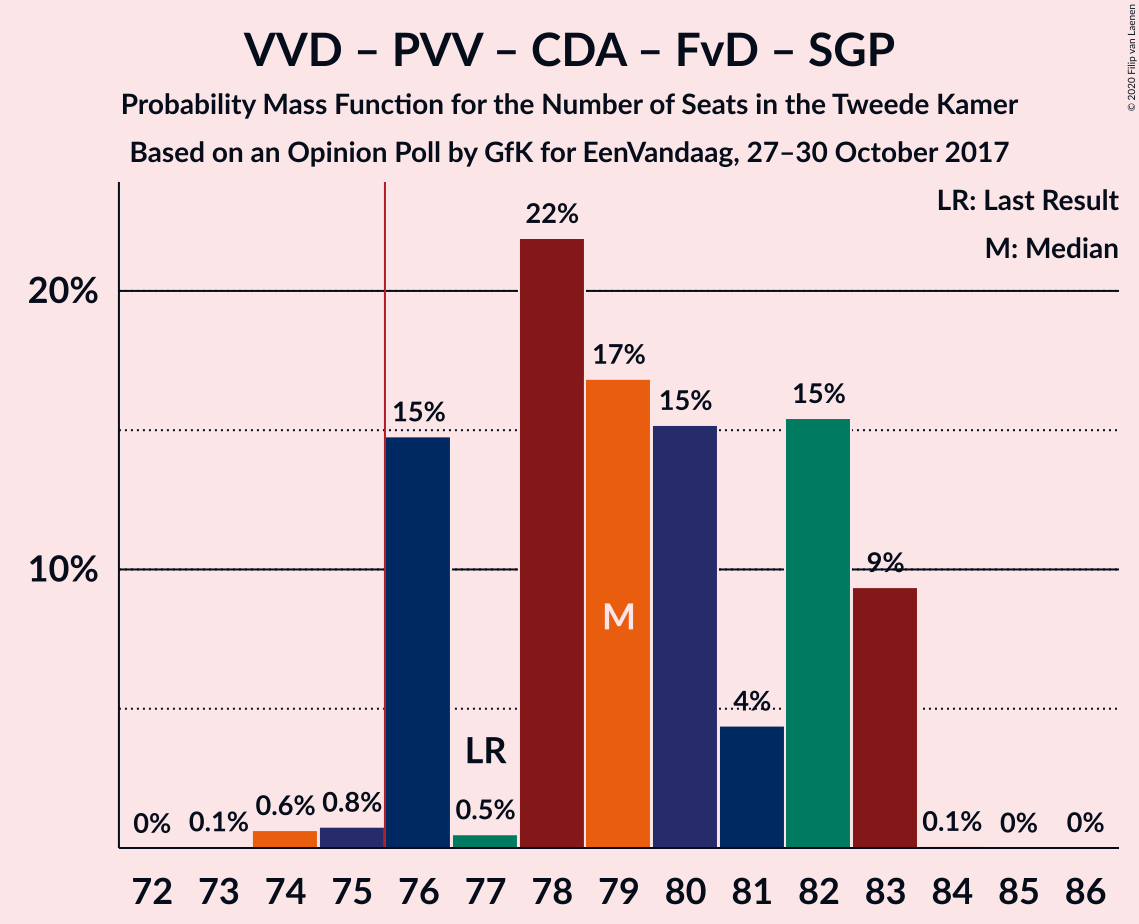 VVD – PVV – CDA – FvD – SGP
Probability Mass Function for the Number of Seats in the Tweede Kamer
Based on an Opinion Poll by GfK for EenVandaag, 27–30 October 2017
© 2020 Filip van Laenen
LR: Last Result
M: Median
20%
10%
0%
0.1%
0.6%
0.8%
15%
0.5%
22%
17%
15%
4%
15%
9%
0.1%
0%
0%
LR
M
72 73 74 75 76 77 78 79 80 81 82 83 84 85 86